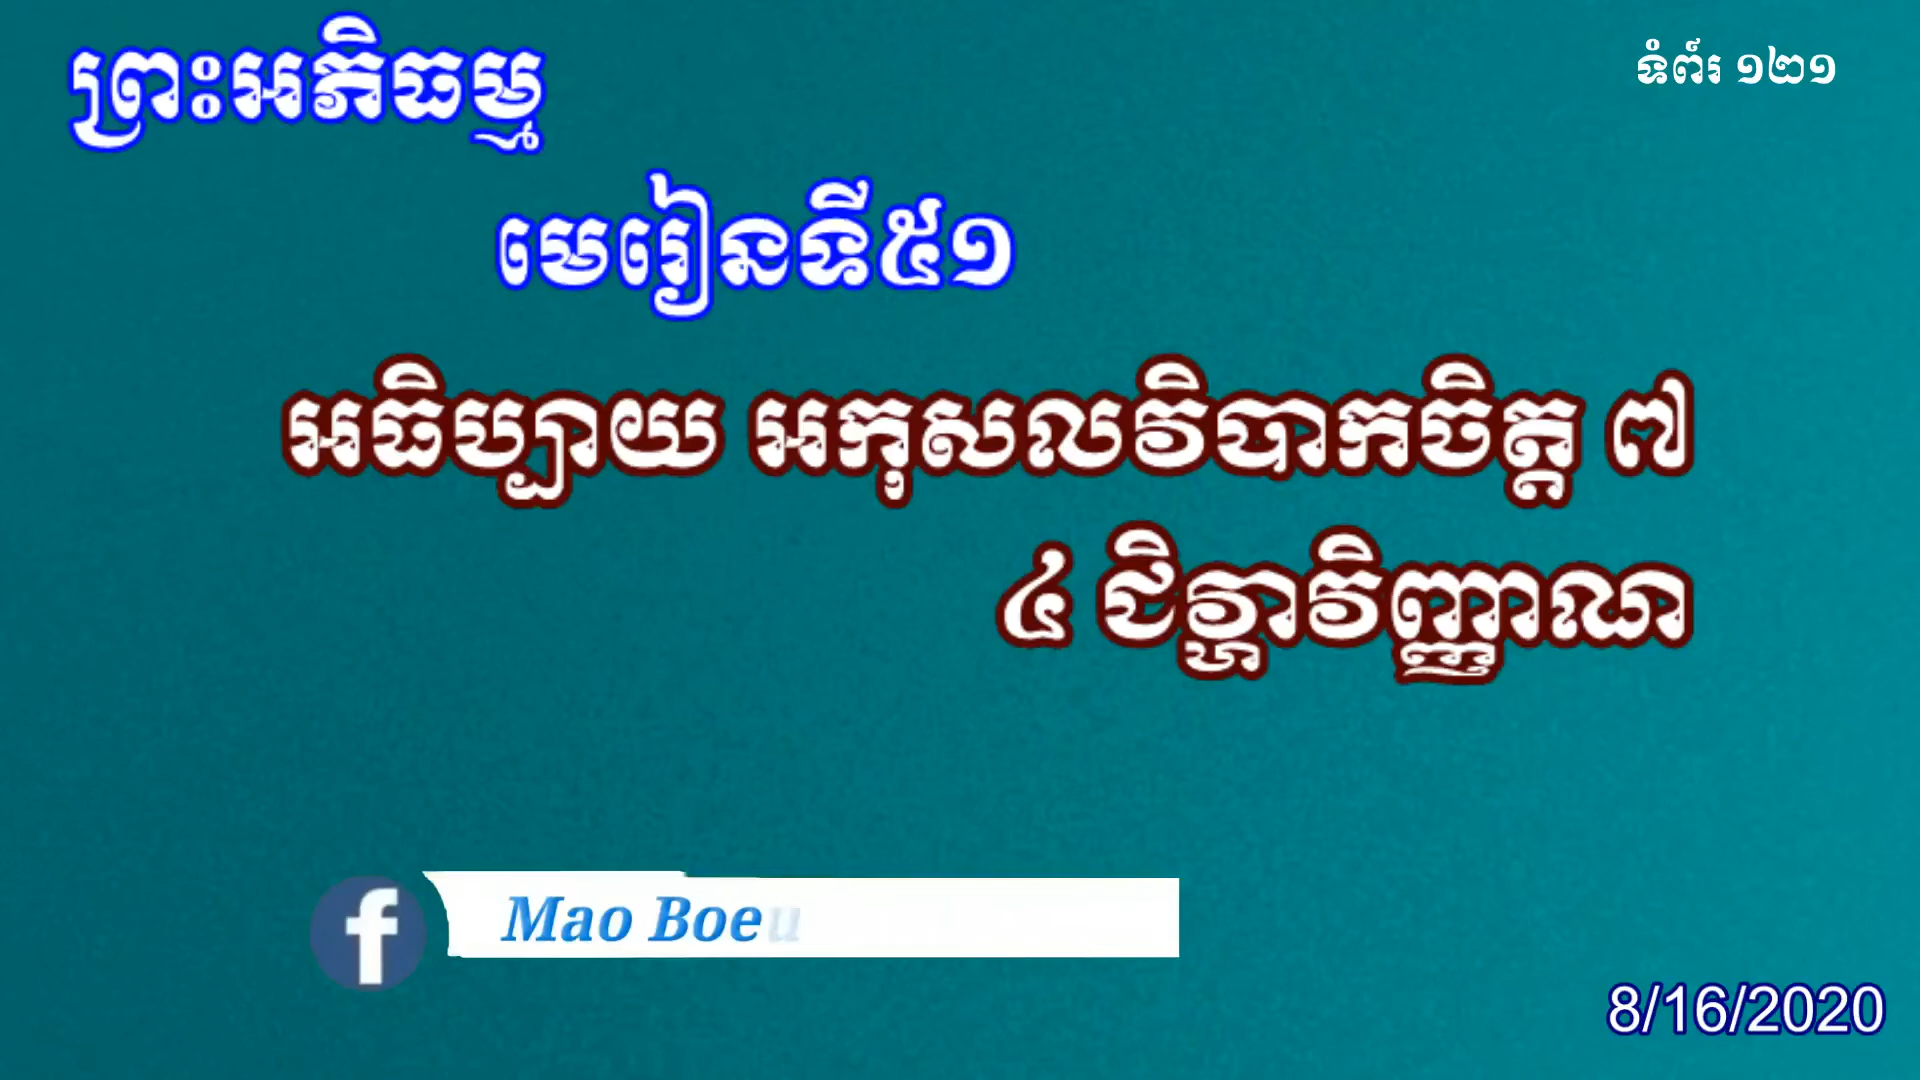 ព្រះអភិធម្ម
ទំព័រ ១២១
មេរៀនទី៥១
អធិប្បាយ អកុសលវិបាកចិត្ត ៧
៤ ជិវ្ហាវិញ្ញាណ
Mao Boeu
8/16/2020